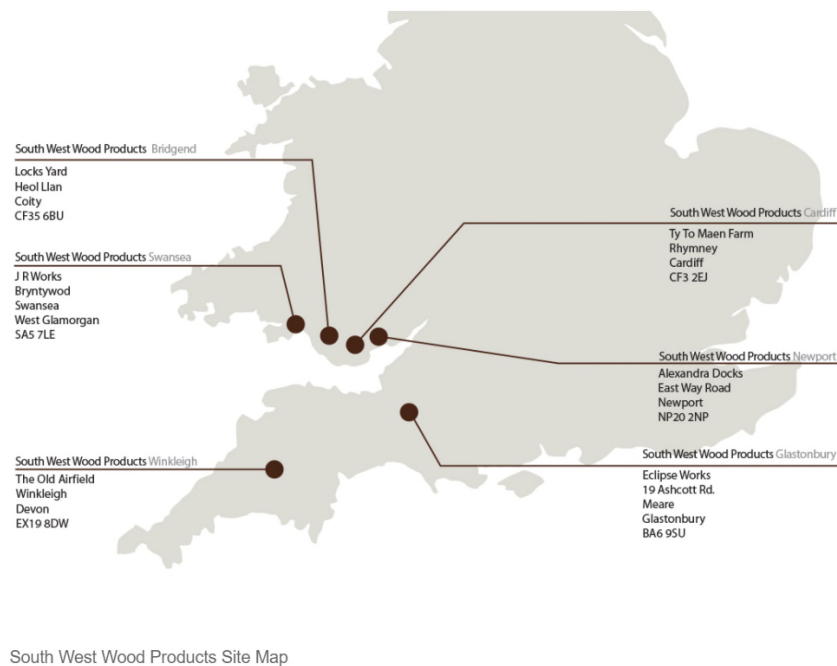 South West Wood Products Bridgend
Locks Yard
Heol Llan
Coity
CF35 6BU
South West Wood Products Swansea
J R Works
Bryntywod
Swansea
West Glamorgan
SA5 7LE
South West Wood Products Winkleigh
The Old Airfield
Winkleigh
Devon
EX19 8DW
South West Wood Products Cardiff
Ty To Maen Farm
Rhymney
Cardiff
CF3 2EJ
South West Wood Products Newport
Alexandra Docks
East Way Road
Newport
NP20 2NP
South West Wood Products Glastonbury
Eclipse Works
19 Ashcott Rd.
Meare
Glastonbury
BA6 9SU
South West Wood Products Site Map